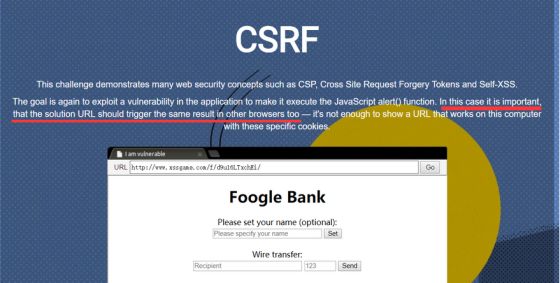 CSRF
This challenge demonstrates many web security concepts such as CSP, Cross Site Request Forgery Tokens and Self-XSS.
The goal is again to exploit a vulnerability in the application to make it execute the JavaScript alert() function. In this case it is important,
that the solution URL should trigger the same result in other browsers too — it's not enough to show a URL that works on this computer
with these specific cookies.
I am vulnerable
URL http://www.xssgame.com/f/d9u16LTxchEi/ Go
Foogle Bank
Please set your name (optional):
Please specify your name Set
Wire transfer:
Recipient 123 Send